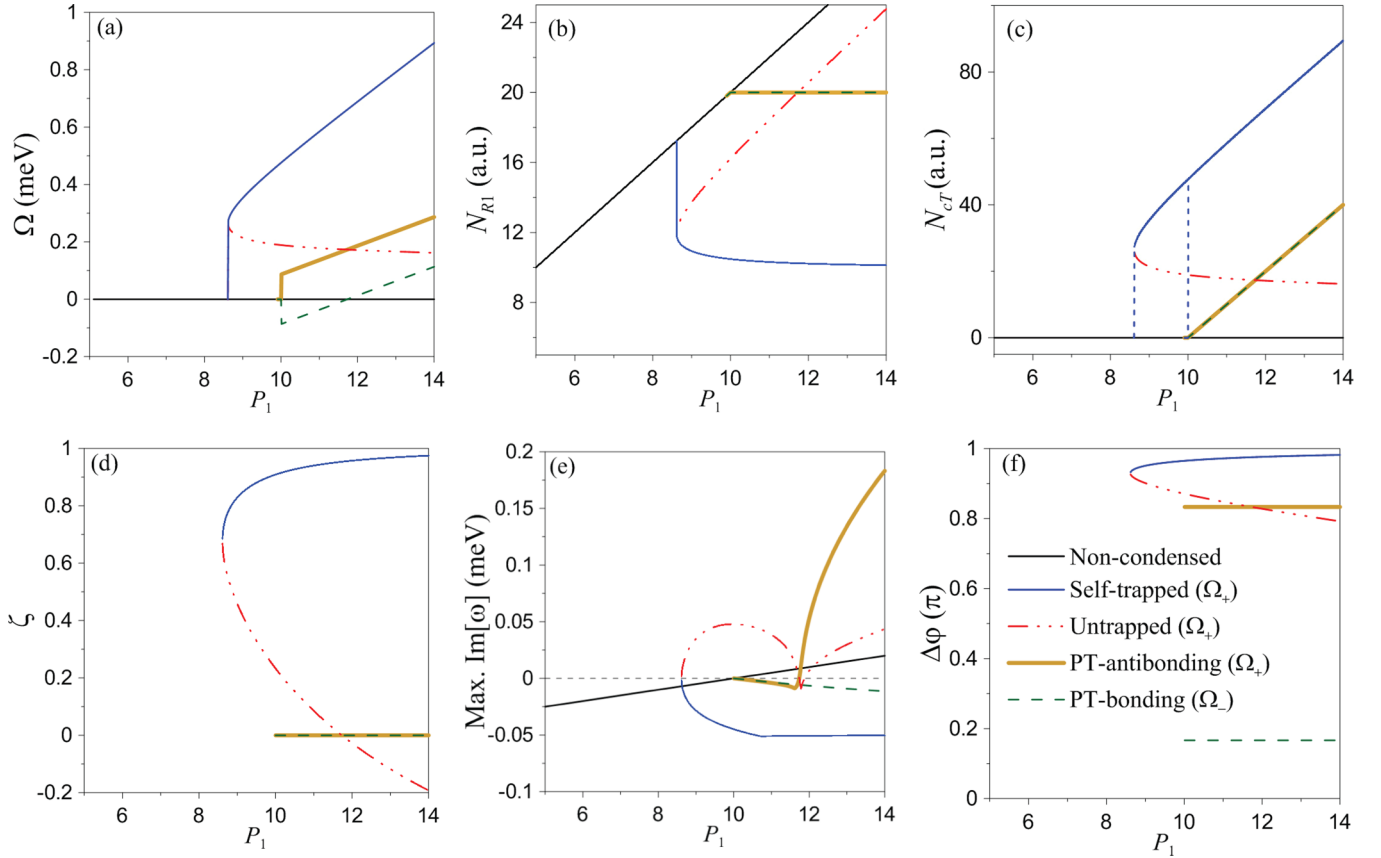 (a)
1
0.8
0.6
0.4
0.2
0
-0.2
Ω (meV)
6 8 10 12 14
P1
(b)
24
20
16
12
8
NR1 (a.u.)
6 8 10 12 14
P1
(c)
80
40
0
NcT (a.u.)
6 8 10 12 14
P1
(d)
1
0.8
0.6
0.4
0.2
0
-0.2
ζ
6 8 10 12 14
P1
(e)
0.2
0.15
0.1
0.05
0
-0.05
-0.1
Max. Im[ω] (meV)
6 8 10 12 14
P1
(f)
1
0.8
0.6
0.4
0.2
0
Δφ (π)
Non-condensed
Self-trapped (Ω+)
Untrapped (Ω+)
PT-antibonding (Ω+)
PT-bonding (Ω−)
6 8 10 12 14
P1